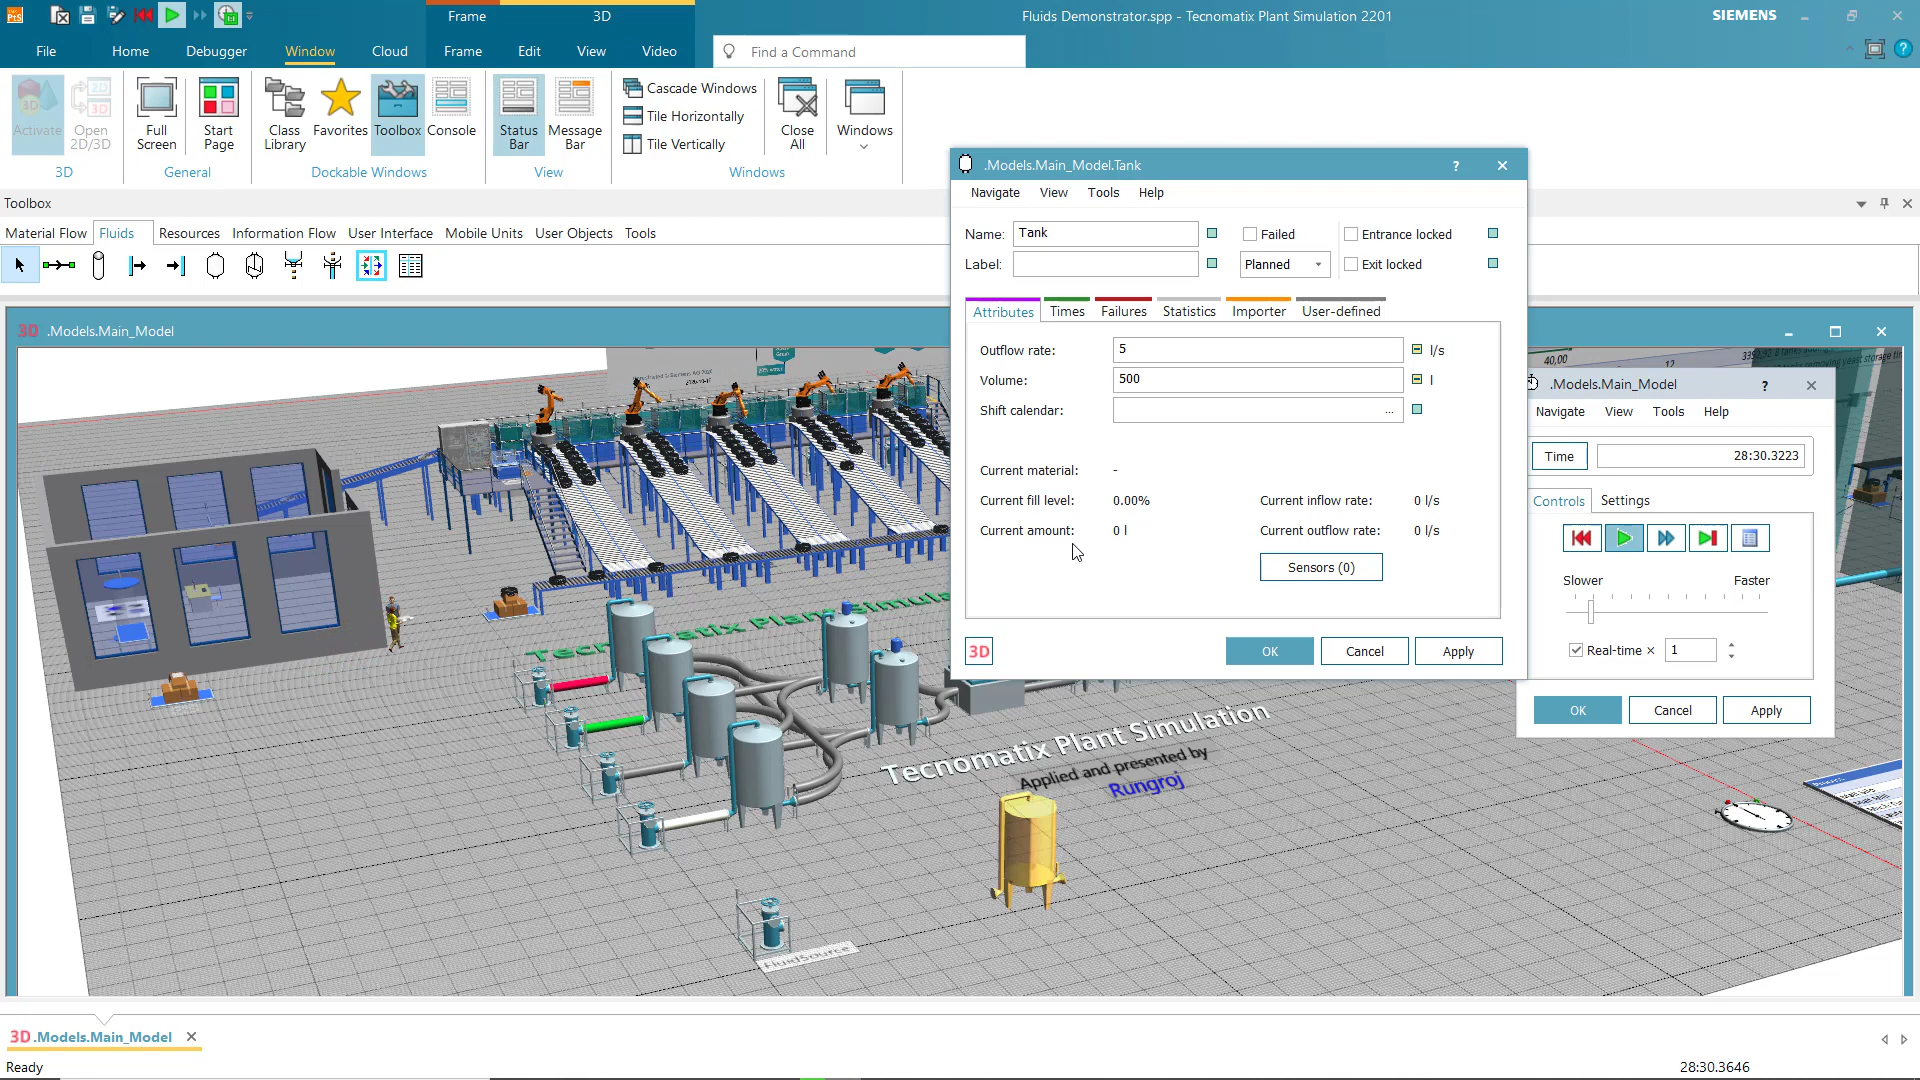 Frame
3D
Fluids Demonstrator.spp - Tecnomatix Plant Simulation 2201
SIEMENS
File
Home
Debugger
Window
Cloud
Frame
Edit
View
Video
Find a Command
Activate
Open
2D/3D
Full
Screen
Start
Page
Class
Library
Favorites
Toolbox
Console
Status
Bar
Message
Bar
Cascade Windows
Tile Horizontally
Tile Vertically
Close
All
Windows
3D
General
Dockable Windows
View
Windows
Toolbox
Material Flow
Fluids
Resources
Information Flow
User Interface
Mobile Units
User Objects
Tools
3D .Models.Main_Model
.Models.Main_Model.Tank
?
Navigate
View
Tools
Help
Name:
Tank
Failed
Entrance locked
Label:
Planned
Exit locked
Attributes
Times
Failures
Statistics
Importer
User-defined
Outflow rate:
5
l/s
Volume:
500
l
Shift calendar:
...
Current material:
-
Current fill level:
0.00%
Current inflow rate:
0 l/s
Current amount:
0 l
Current outflow rate:
0 l/s
Sensors (0)
3D
OK
Cancel
Apply
40,00
12
.Models.Main_Model
?
Navigate
View
Tools
Help
Time
28:30.3223
Controls
Settings
Slower
Faster
Real-time ×
1
OK
Cancel
Apply
Tecnomatix Plant Simula
Tecnomatix Plant Simulation
Applied and presented by
Rungroj
FluidSource
3D .Models.Main_Model
Ready
28:30.3646